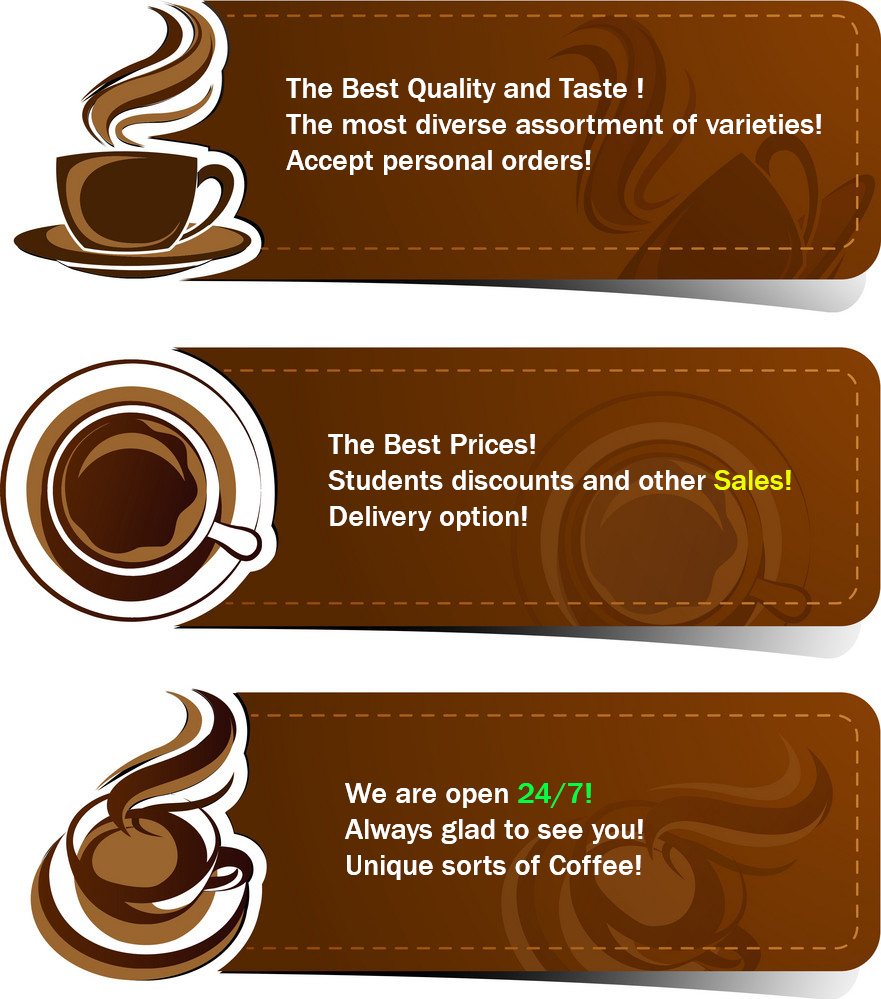 The Best Quality and Taste !
The most diverse assortment of varieties!
Accept personal orders!
The Best Prices!
Students discounts and other Sales!
Delivery option!
We are open 24/7!
Always glad to see you!
Unique sorts of Coffee!